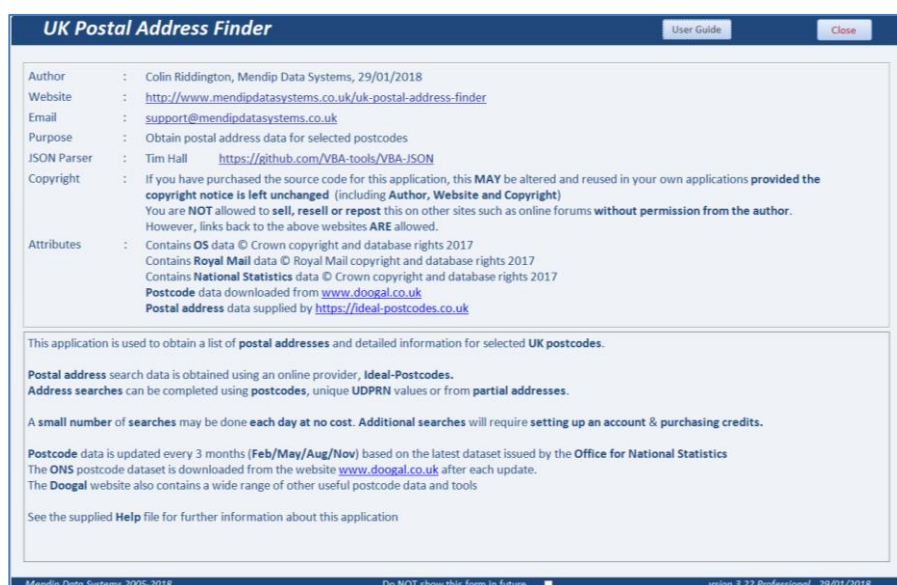 UK Postal Address Finder
User Guide
Close
Author : Colin Riddington, Mendip Data Systems, 29/01/2018
Website : http://www.mendipdatasystems.co.uk/uk-postal-address-finder
Email : support@mendipdatasystems.co.uk
Purpose : Obtain postal address data for selected postcodes
JSON Parser : Tim Hall https://github.com/VBA-tools/VBA-JSON
Copyright : If you have purchased the source code for this application, this MAY be altered and reused in your own applications provided the
copyright notice is left unchanged (including Author, Website and Copyright)
You are NOT allowed to sell, resell or repost this on other sites such as online forums without permission from the author.
However, links back to the above websites ARE allowed.
Attributes : Contains OS data © Crown copyright and database rights 2017
Contains Royal Mail data © Royal Mail copyright and database rights 2017
Contains National Statistics data © Crown copyright and database rights 2017
Postcode data downloaded from www.doogal.co.uk
Postal address data supplied by https://ideal-postcodes.co.uk
This application is used to obtain a list of postal addresses and detailed information for selected UK postcodes.
Postal address search data is obtained using an online provider, Ideal-Postcodes.
Address searches can be completed using postcodes, unique UDPRN values or from partial addresses.
A small number of searches may be done each day at no cost. Additional searches will require setting up an account & purchasing credits.
Postcode data is updated every 3 months (Feb/May/Aug/Nov) based on the latest dataset issued by the Office for National Statistics
The ONS postcode dataset is downloaded from the website www.doogal.co.uk after each update.
The Doogal website also contains a wide range of other useful postcode data and tools
See the supplied Help file for further information about this application
Mendip Data Systems 2005-2018 Do NOT show this form in future rsion 3.22 Professional 29/01/2018